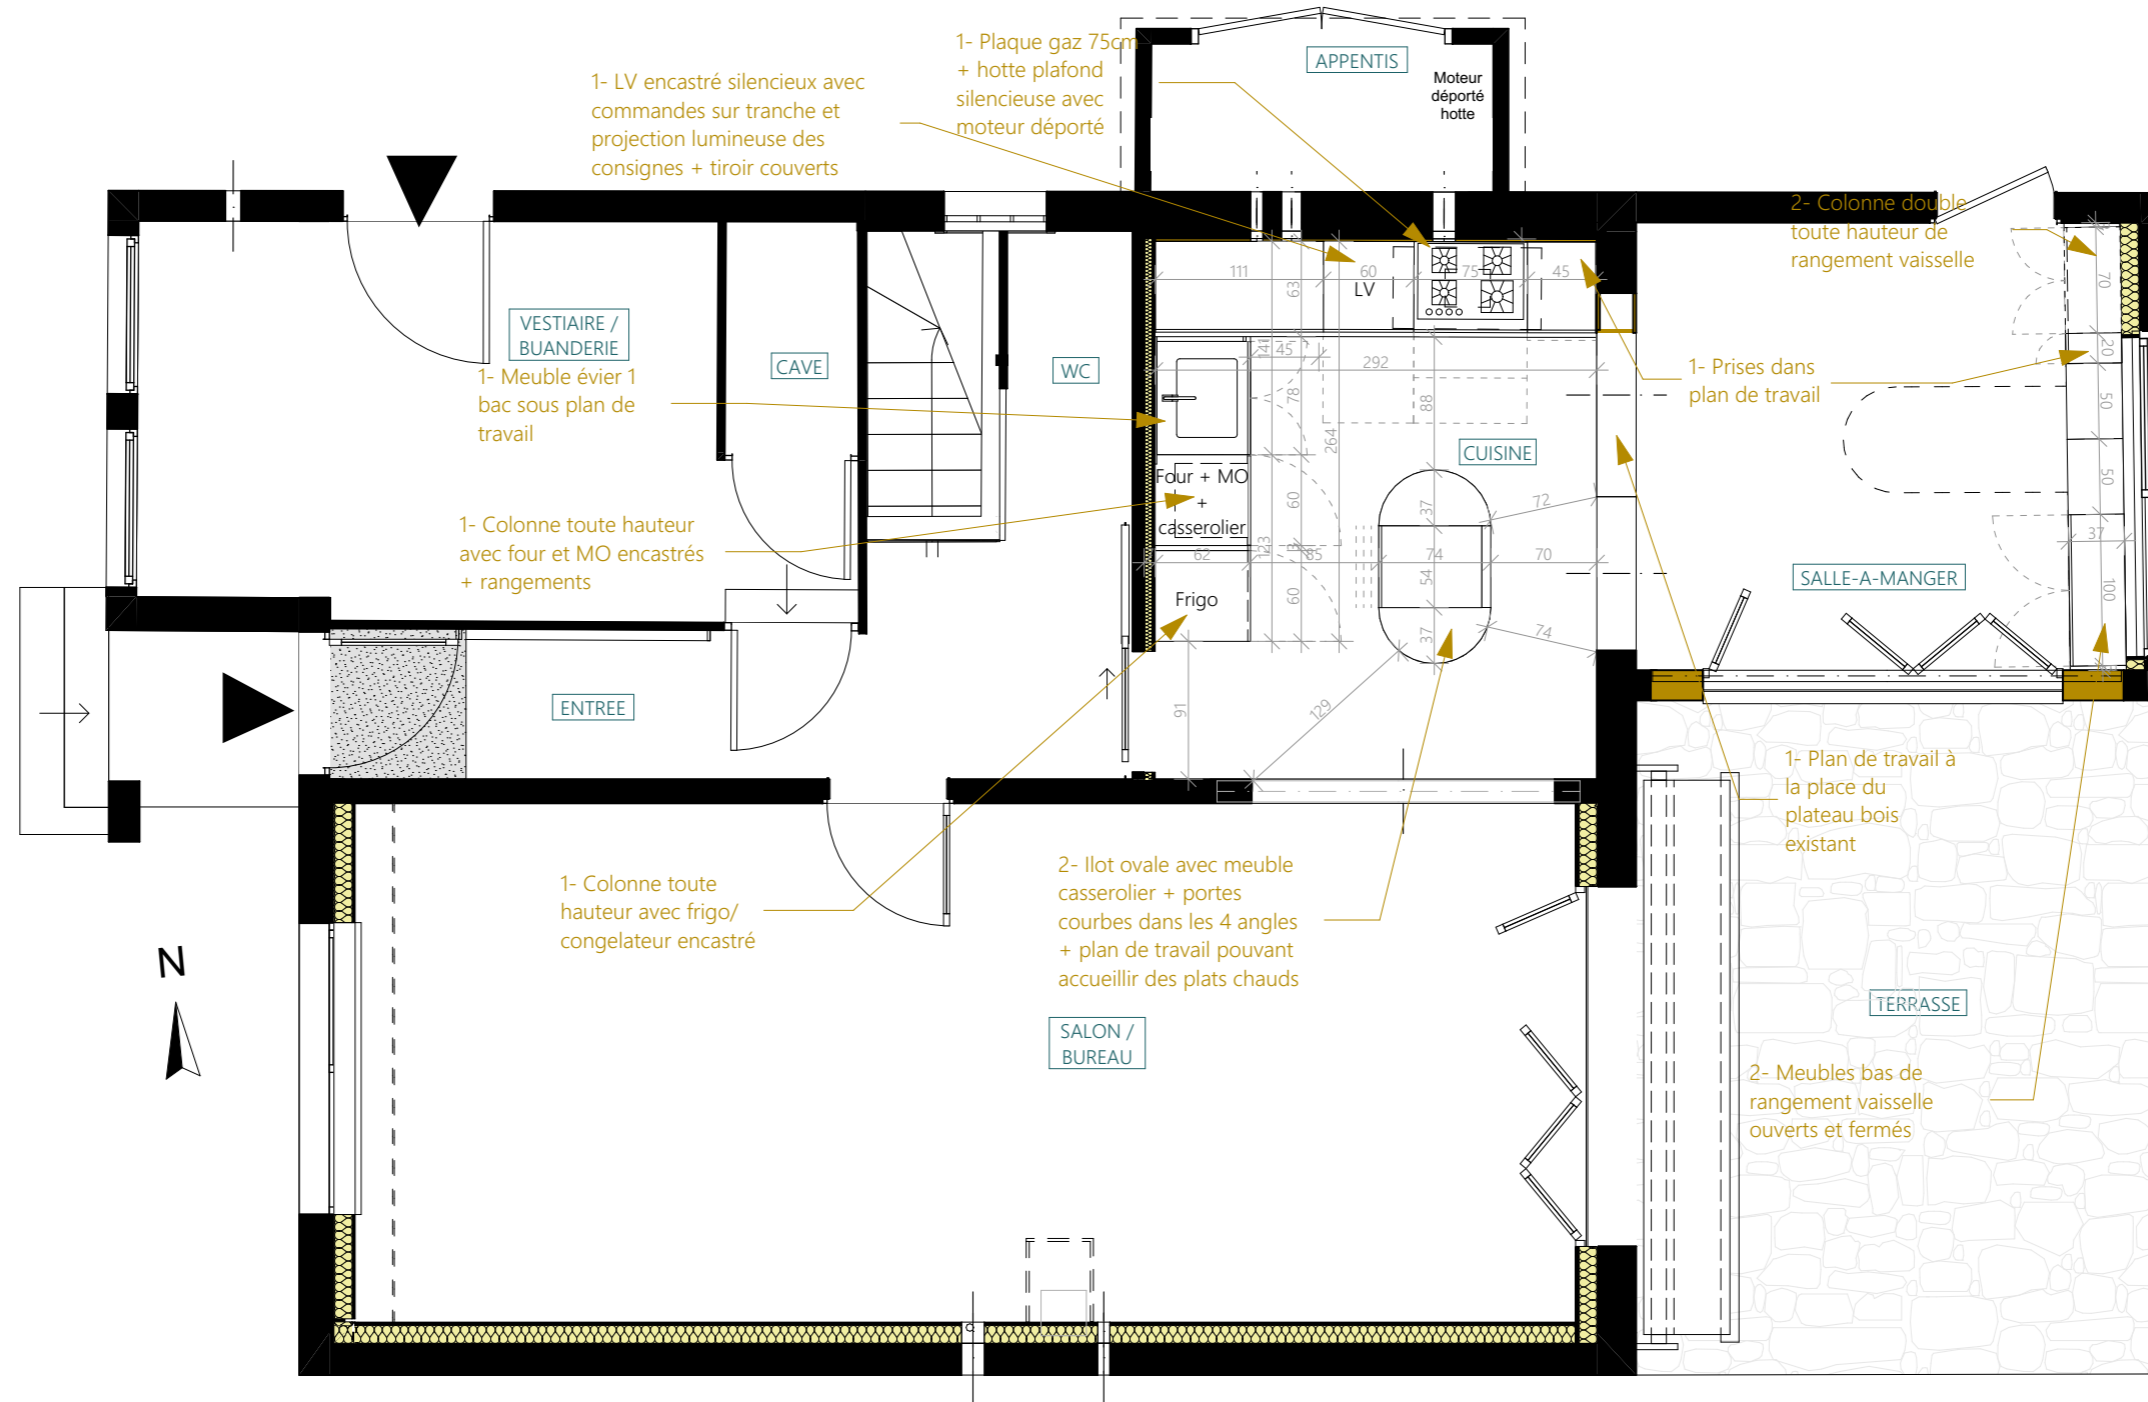 1- Plaque gaz 75cm
+ hotte plafond
silencieuse avec
moteur déporté
APPENTIS
Moteur
déporté
hotte
1- LV encastré silencieux avec
commandes sur tranche et
projection lumineuse des
consignes + tiroir couverts
2- Colonne double
toute hauteur de
rangement vaisselle
111
60
75
45
LV
63
70
20
50
50
100
37
VESTIAIRE /
BUANDERIE
CAVE
WC
1- Meuble évier 1
bac sous plan de
travail
141
45
292
78
88
264
1- Prises dans
plan de travail
CUISINE
Four + MO
+
casserolier
60
37
72
1- Colonne toute hauteur
avec four et MO encastrés
+ rangements
62
123
3
85
74
70
54
SALLE-A-MANGER
Frigo
60
37
74
ENTREE
91
129
1- Plan de travail à
la place du
plateau bois
existant
1- Colonne toute
hauteur avec frigo/
congelateur encastré
2- Ilot ovale avec meuble
casserolier + portes
courbes dans les 4 angles
+ plan de travail pouvant
accueillir des plats chauds
N
SALON /
BUREAU
TERRASSE
2- Meubles bas de
rangement vaisselle
ouverts et fermés